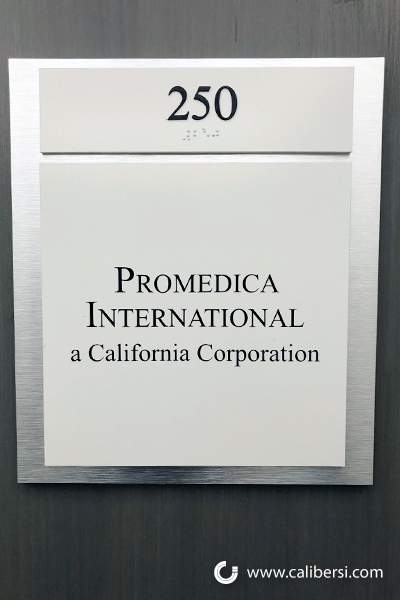 250
PROMEDICA
INTERNATIONAL
a California Corporation
www.calibersi.com